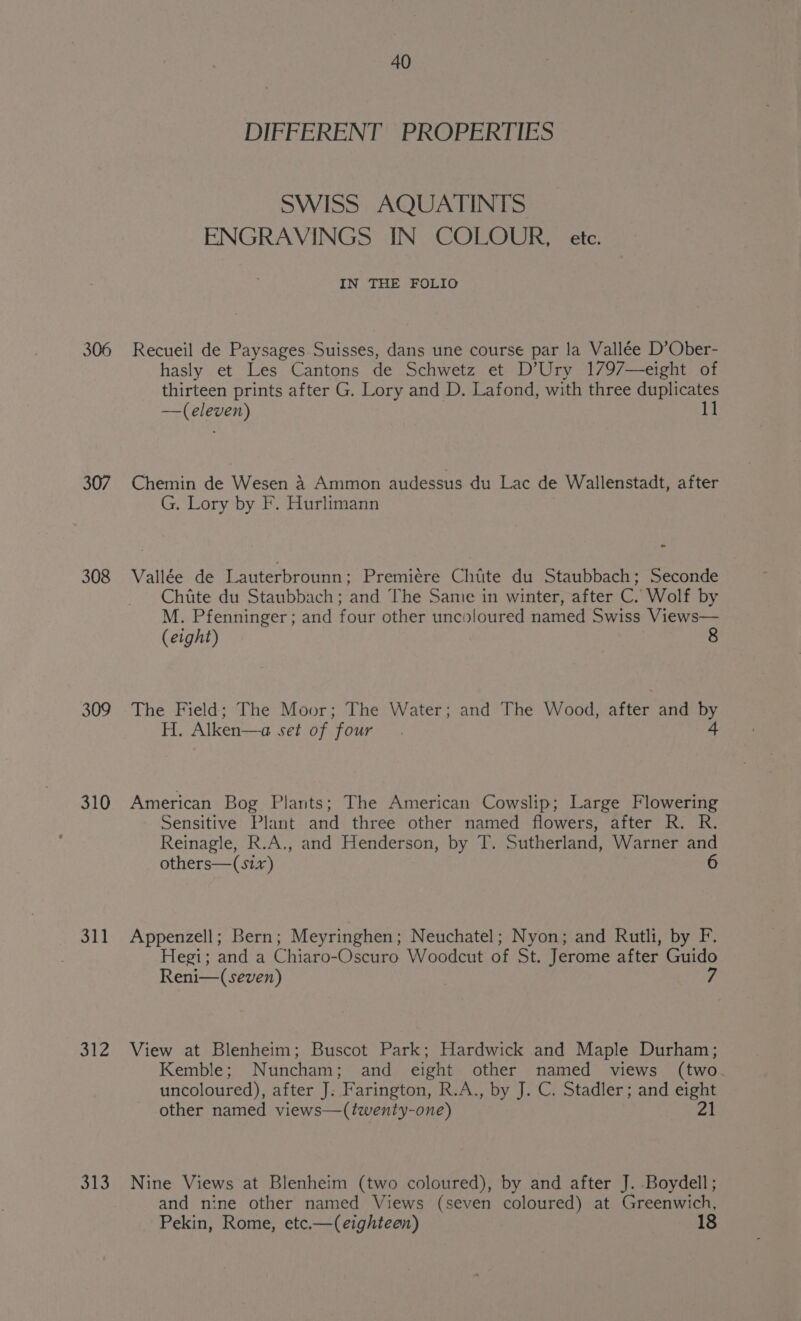 40
DIFFERENT PROPERTIES
SWISS AQUATINTS
ENGRAVINGS IN COLOUR, etc.
IN THE FOLIO
306 Recueil de Paysages Suisses, dans une course par la Vallée D'Ober-
hasly et Les Cantons de Schwetz et D'Ury 1797—eight of
thirteen prints after G. Lory and D. Lafond, with three duplicates
—(eleven) 11
307 Chemin de Wesen à Ammon audessus du Lac de Wallenstadt, after
G. Lory by F. Hurlimann
308 Vallée de Lauterbrounn; Premiére Chûte du Staubbach; Seconde
Chûte du Staubbach; and The Same in winter, after C. Wolf by
M. Pfenninger; and four other uncoloured named Swiss Views—
(eight) 8
309 The Field; The Moor; The Water; and The Wood, after and by
H. Alken—a set of four . 4
310 American Bog Plants; The American Cowslip; Large Flowering
Sensitive Plant and three other named flowers, after R. R.
Reinagle, R.A., and Henderson, by T. Sutherland, Warner and
others—(six) 6
311 Appenzell; Bern; Meyringhen; Neuchatel; Nyon; and Rutli, by F.
Hegi; and a Chiaro-Oscuro Woodcut of St. Jerome after Guido
Reni—(seven) 7
312 View at Blenheim; Buscot Park; Hardwick and Maple Durham;
Kemble; Nuncham; and eight other named views (two
uncoloured), after J. Farington, R.A., by J. C. Stadler; and eight
other named views—(twenty-one) 21
313 Nine Views at Blenheim (two coloured), by and after J. Boydell;
and nine other named Views (seven coloured) at Greenwich,
Pekin, Rome, etc.—(eighteen) 18